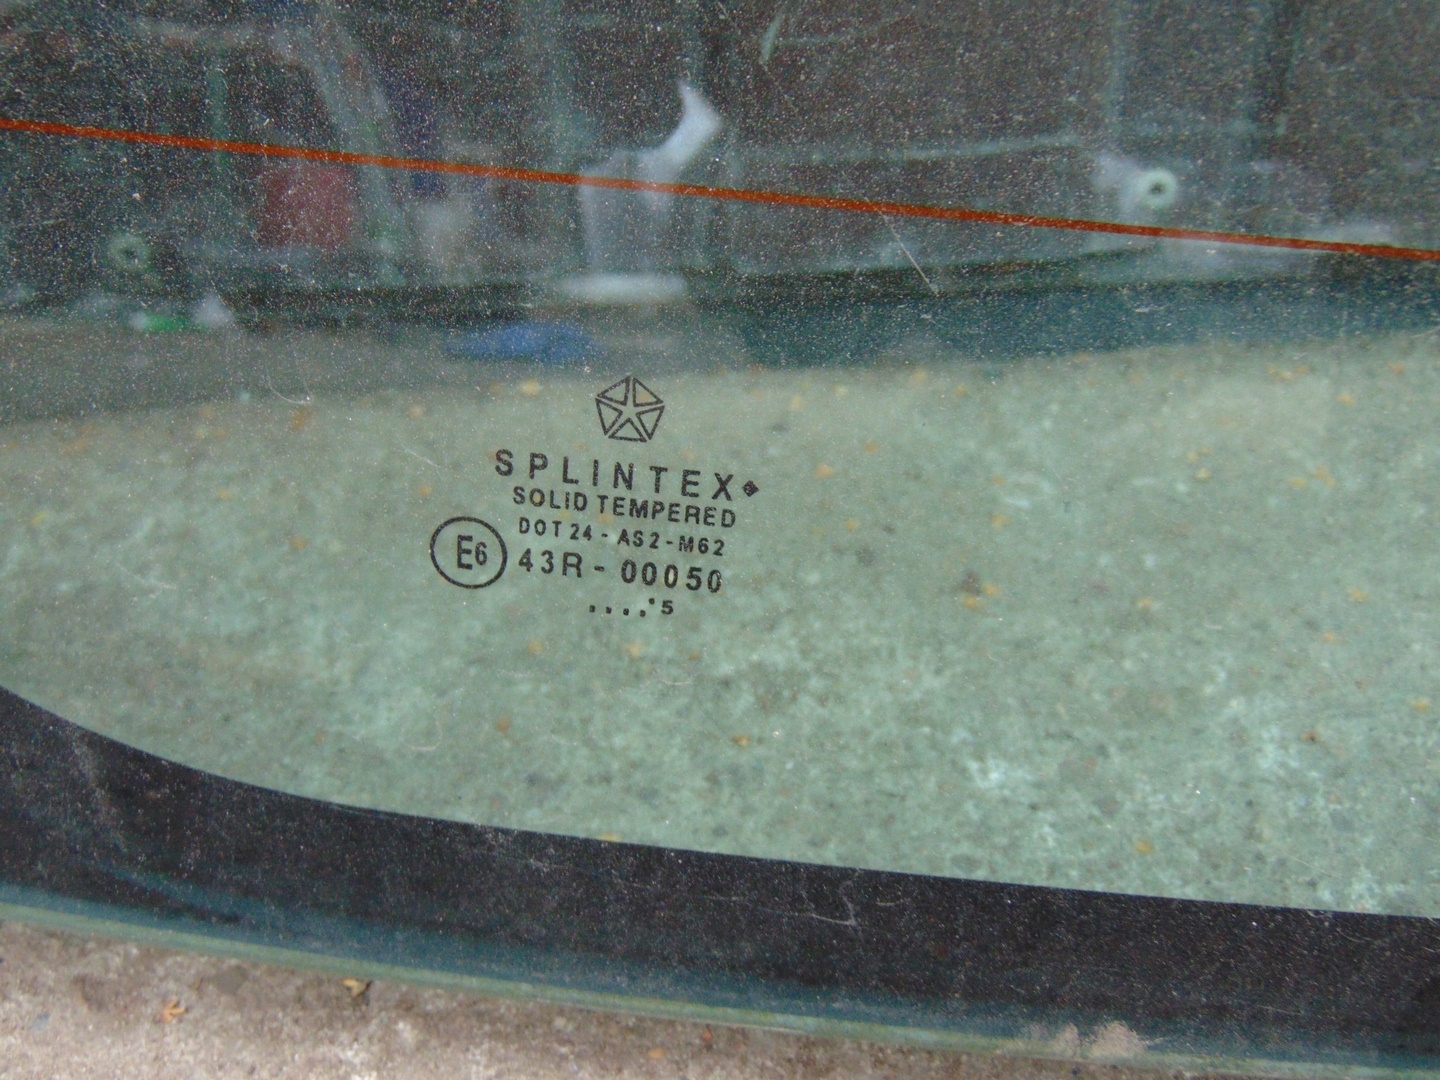 SPLINTEX
SOLID TEMPERED
DOT 24 - AS2 - M62
E6 43R - 00050
....•5